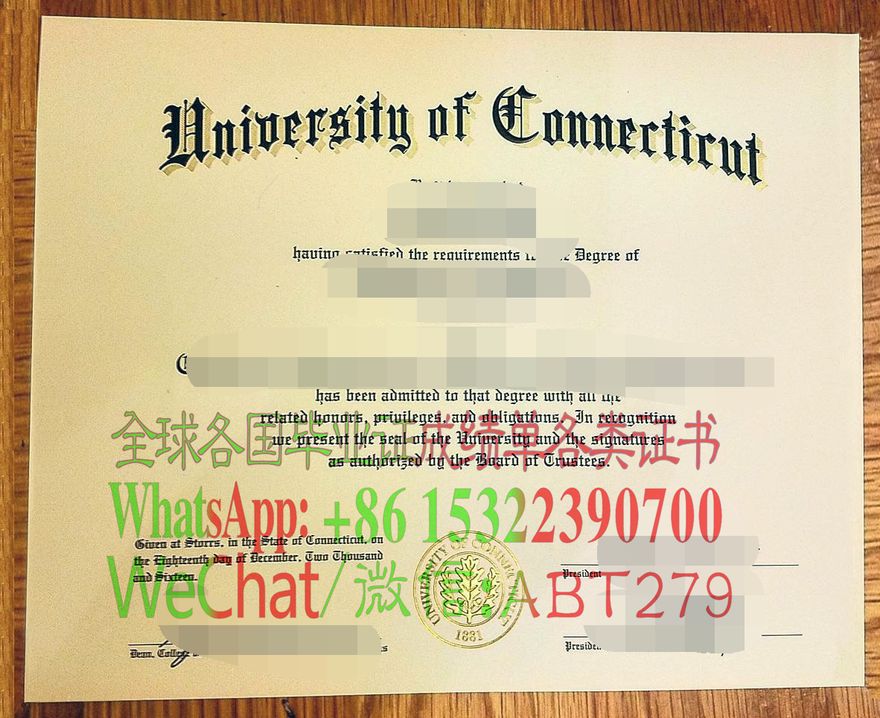 University of Connecticut
having satisfied the requirements Degree of
has been admitted to that degree with all the
related honors, privileges, and obligations. In recognition
全球各国毕业证成绩单各类证书
we present the seal of the University and the signatures
as authorized by the Board of Trustees.
WhatsApp: +86 15322390700
Given at Storrs, in the State of Connecticut, on
the Eighteenth day of December, Two Thousand
and Sixteen
WeChat/微 ABT279
President
UNIVERSITY OF CONNECTICUT
1881
Dean, College